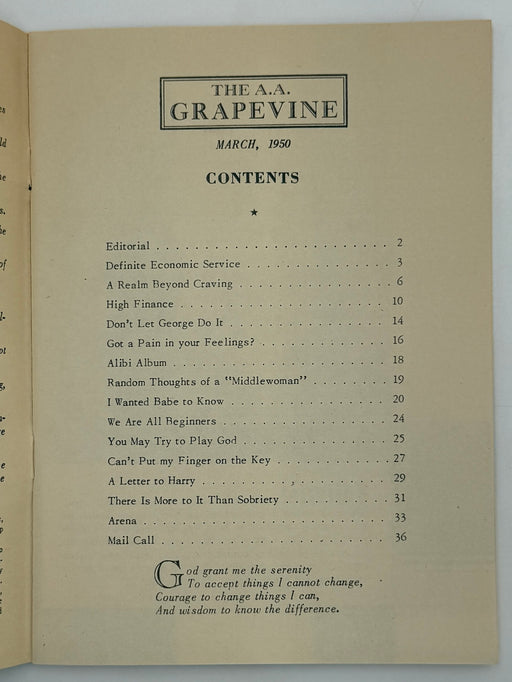 THE A.A.
GRAPEVINE
MARCH, 1950
CONTENTS
Editorial . . . . . . . . . . . . . . . . . . . . . . . . 2
Definite Economic Service . . . . . . . . . . . . . . 3
A Realm Beyond Craving . . . . . . . . . . . . . . . 6
High Finance . . . . . . . . . . . . . . . . . . . . . 10
Don't Let George Do It . . . . . . . . . . . . . . . . 14
Got a Pain in your Feelings? . . . . . . . . . . . . . 16
Alibi Album . . . . . . . . . . . . . . . . . . . . . . 18
Random Thoughts of a "Middlewoman" . . . . . . . 19
I Wanted Babe to Know . . . . . . . . . . . . . . . . 20
We Are All Beginners . . . . . . . . . . . . . . . . . 24
You May Try to Play God . . . . . . . . . . . . . . . 25
Can't Put my Finger on the Key . . . . . . . . . . . . 27
A Letter to Harry . . . . . . . . . . . . . . . . . . . 29
There Is More to It Than Sobriety . . . . . . . . . . . 31
Arena . . . . . . . . . . . . . . . . . . . . . . . . . 33
Mail Call . . . . . . . . . . . . . . . . . . . . . . . 36
God grant me the serenity
To accept things I cannot change,
Courage to change things I can,
And wisdom to know the difference.